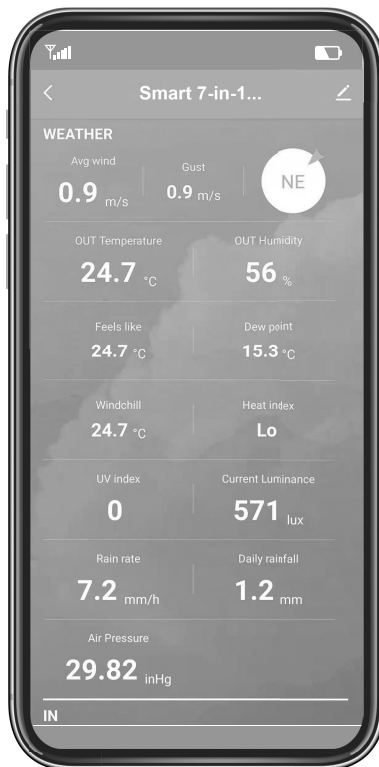 Smart 7-in-1...
WEATHER
Avg wind
0.9 m/s
Gust
0.9 m/s
NE
OUT Temperature
24.7 °C
OUT Humidity
56 %
Feels like
24.7 °C
Dew point
15.3 °C
Windchill
24.7 °C
Heat index
Lo
UV index
0
Current Luminance
571 lux
Rain rate
7.2 mm/h
Daily rainfall
1.2 mm
Air Pressure
29.82 inHg
IN